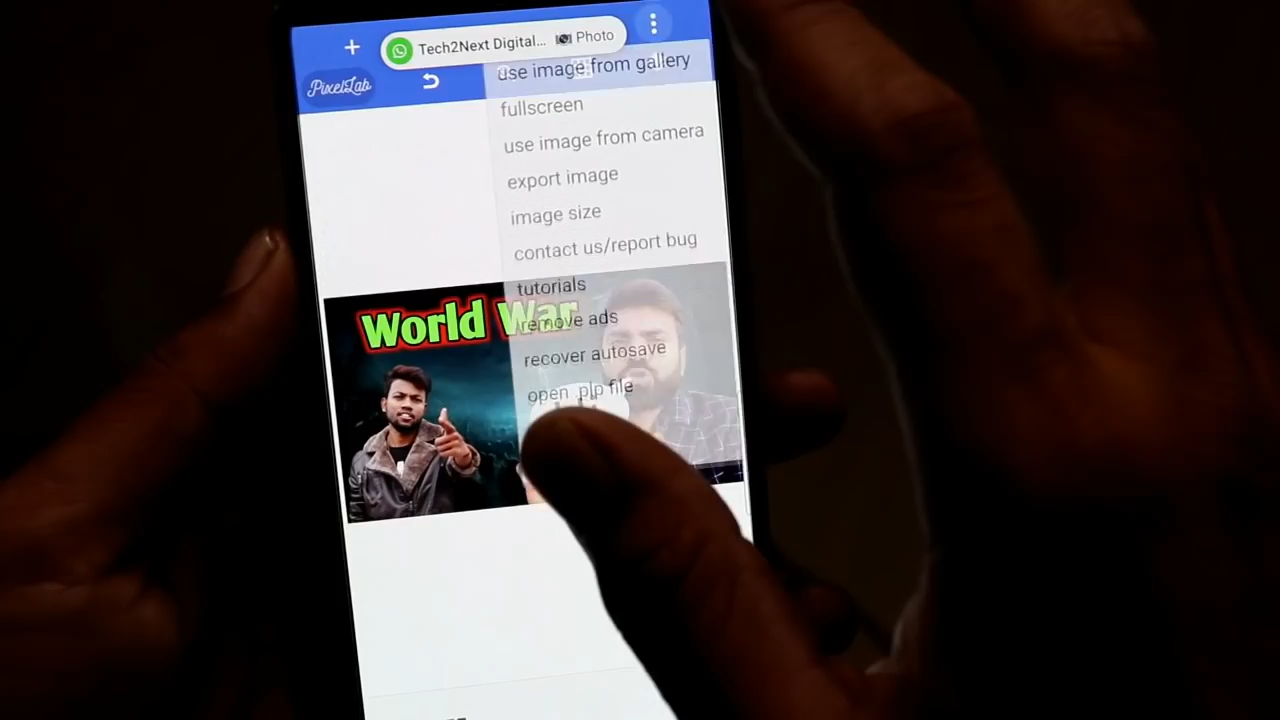 Tech2Next Digital... Photo
PixelLab
use image from gallery
fullscreen
use image from camera
export image
image size
contact us/report bug
tutorials
World War
remove ads
recover autosave
open .plp file